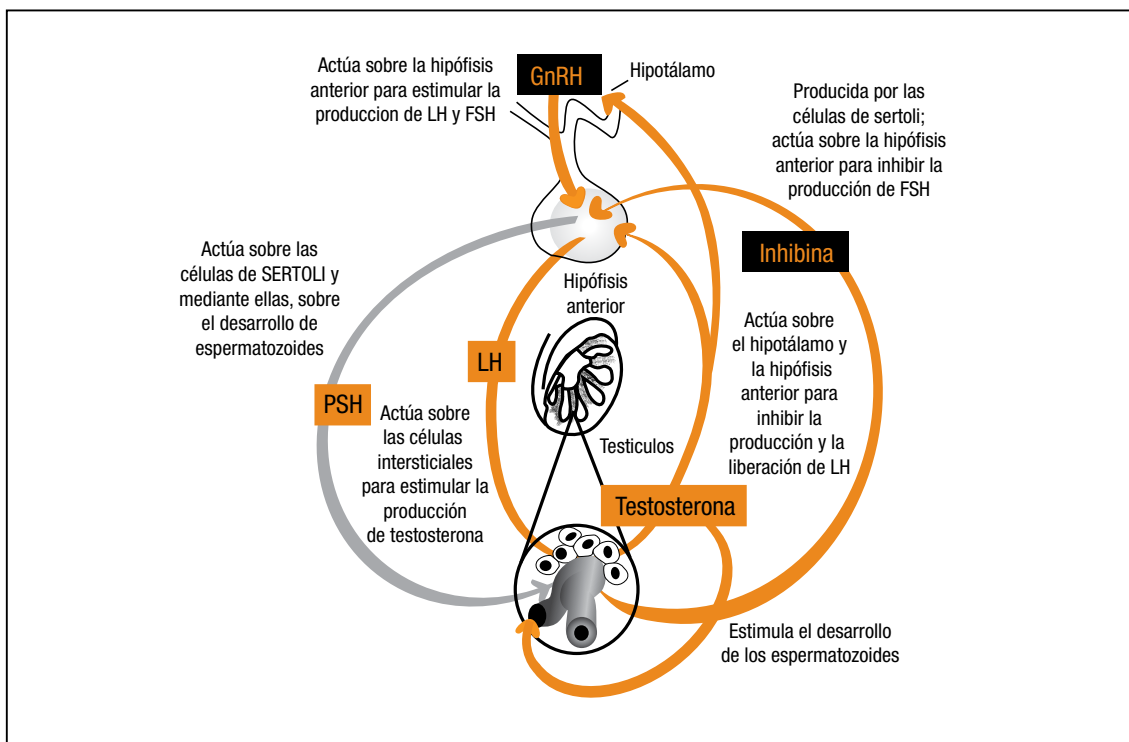 Actúa sobre la hipófisis
anterior para estimular la
produccion de LH y FSH
GnRH
Hipotálamo
Producida por las
células de sertoli;
actúa sobre la hipófisis
anterior para inhibir la
producción de FSH
Actúa sobre las
células de SERTOLI y
mediante ellas, sobre
el desarrollo de
espermatozoides
Hipófisis
anterior
Inhibina
Actúa sobre
el hipotálamo y
la hipófisis
anterior para
inhibir la
producción y la
liberación de LH
LH
PSH
Actúa sobre
las células
intersticiales
para estimular la
producción
de testosterona
Testiculos
Testosterona
Estimula el desarrollo
de los espermatozoides